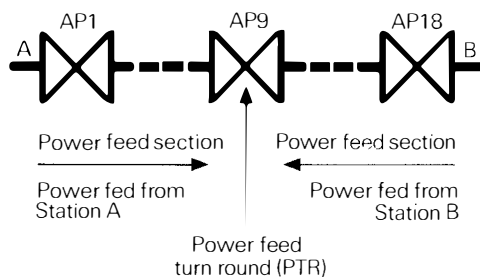 AP1 AP9 AP18
A B
Power feed section Power feed section
Power fed from Power fed from
Station A Station B
Power feed
turn round (PTR)